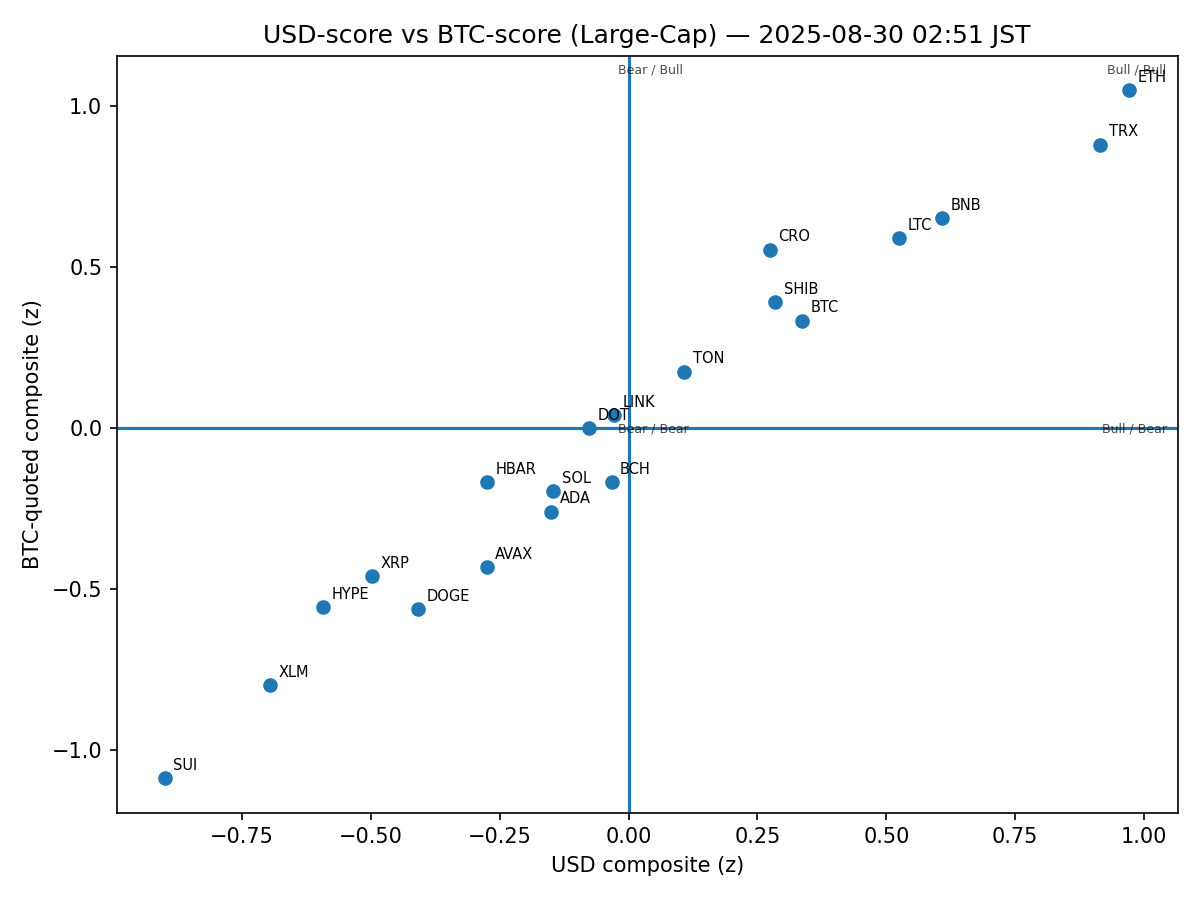 USD-score vs BTC-score (Large-Cap) — 2025-08-30 02:51 JST
Bear / Bull
Bull / Bull
ETH
TRX
BNB
LTC
CRO
SHIB
BTC
TON
LINK
DOT
Bear / Bear
Bull / Bear
HBAR
BCH
SOL
ADA
AVAX
XRP
HYPE
DOGE
XLM
SUI
1.0
0.5
0.0
−0.5
−1.0
BTC-quoted composite (z)
−0.75
−0.50
−0.25
0.00
0.25
0.50
0.75
1.00
USD composite (z)